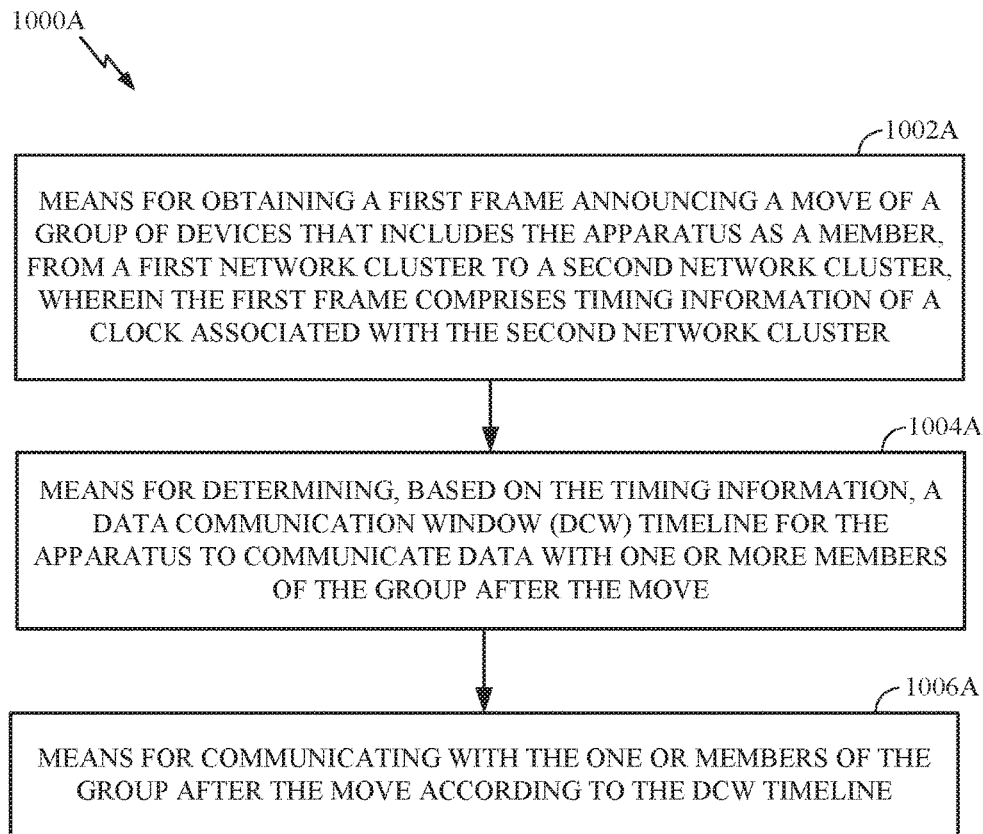 1000A
1002A
MEANS FOR OBTAINING A FIRST FRAME ANNOUNCING A MOVE OF A
GROUP OF DEVICES THAT INCLUDES THE APPARATUS AS A MEMBER,
FROM A FIRST NETWORK CLUSTER TO A SECOND NETWORK CLUSTER,
WHEREIN THE FIRST FRAME COMPRISES TIMING INFORMATION OF A
CLOCK ASSOCIATED WITH THE SECOND NETWORK CLUSTER
1004A
MEANS FOR DETERMINING, BASED ON THE TIMING INFORMATION, A
DATA COMMUNICATION WINDOW (DCW) TIMELINE FOR THE
APPARATUS TO COMMUNICATE DATA WITH ONE OR MORE MEMBERS
OF THE GROUP AFTER THE MOVE
1006A
MEANS FOR COMMUNICATING WITH THE ONE OR MEMBERS OF THE
GROUP AFTER THE MOVE ACCORDING TO THE DCW TIMELINE